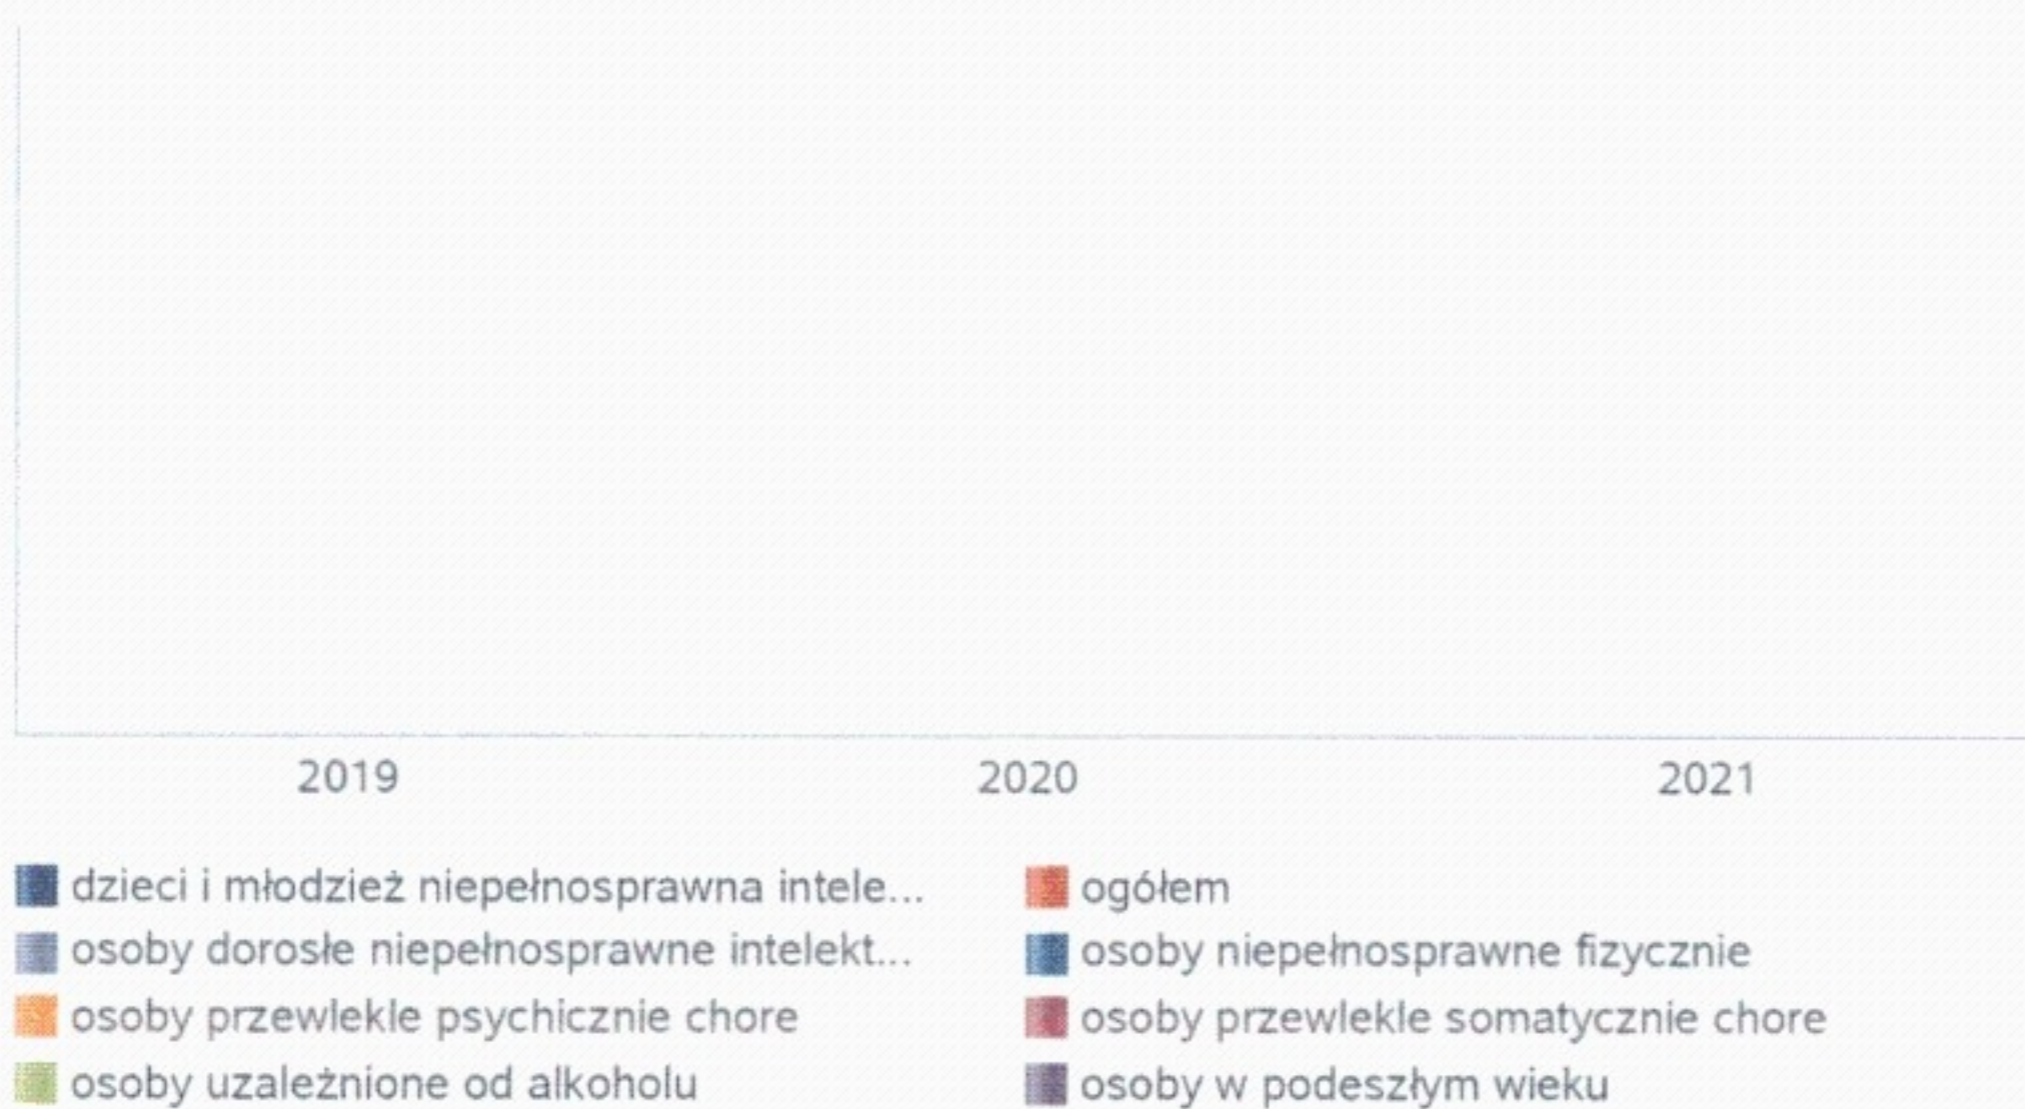 2019 2020 2021
dzieci i młodzież niepełnosprawna intele... ogółem
osoby dorosłe niepełnosprawne intelekt... osoby niepełnosprawne fizycznie
osoby przewlekle psychicznie chore osoby przewlekle somatycznie chore
osoby uzależnione od alkoholu osoby w podeszłym wieku